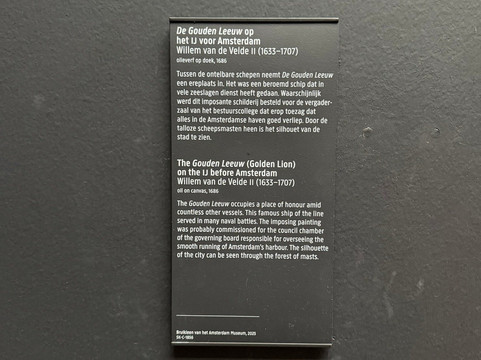 De Gouden Leeuw op
het IJ voor Amsterdam
Willem van de Velde II (1633–1707)
olieverf op doek, 1686
Tussen de ontelbare schepen neemt De Gouden Leeuw
een ereplaats in. Het was een beroemd schip dat in
vele zeeslagen dienst heeft gedaan. Waarschijnlijk
werd dit imposante schilderij besteld voor de vergader-
zaal van het bestuurscollege dat erop toezag dat
alles in de Amsterdamse haven goed verliep. Door de
talloze scheepsmasten heen is het silhouet van de
stad te zien.
The Gouden Leeuw (Golden Lion)
on the IJ before Amsterdam
Willem van de Velde II (1633–1707)
oil on canvas, 1686
The Gouden Leeuw occupies a place of honour amid
countless other vessels. This famous ship of the line
served in many naval battles. The imposing painting
was probably commissioned for the council chamber
of the governing board responsible for overseeing the
smooth running of Amsterdam's harbour. The silhouette
of the city can be seen through the forest of masts.
Bruikleen van het Amsterdam Museum, 2025
SK-C-1806